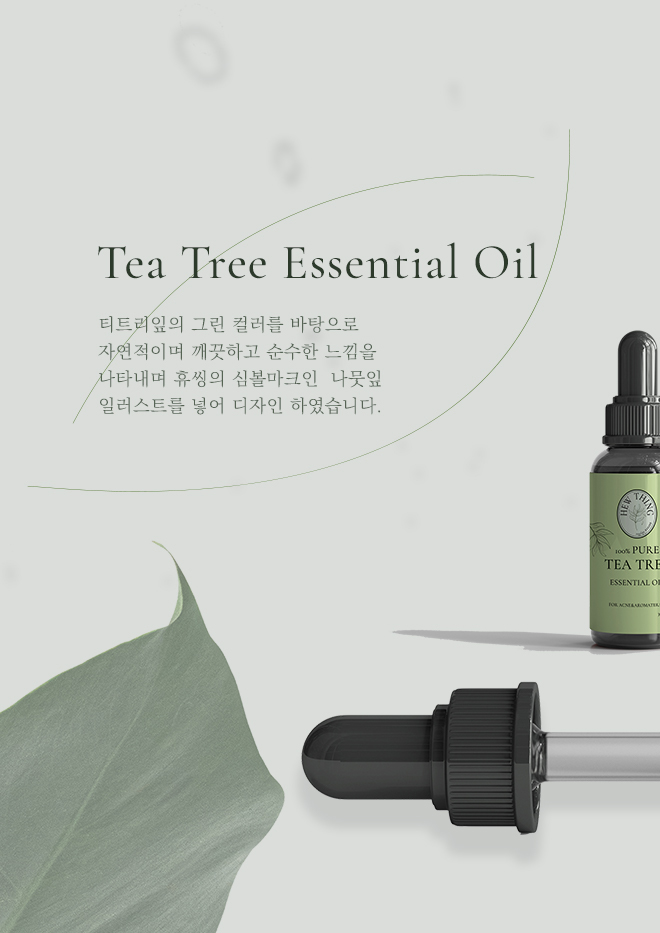 Tea Tree Essential Oil
티트리잎의 그린 컬러를 바탕으로
자연적이며 깨끗하고 순수한 느낌을
나타내며 휴씽의 심볼마크인  나뭇잎
일러스트를 넣어 디자인 하였습니다.
HEW THING
100% PURE
TEA TRE
ESSENTIAL OI